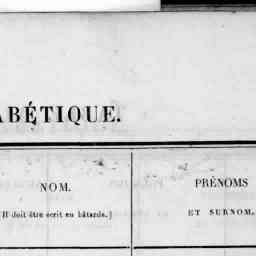 ABÉTIQUE.
NOM.
(Il doit être écrit en bâtarde.)
PRÉNOMS
ET SURNOM.